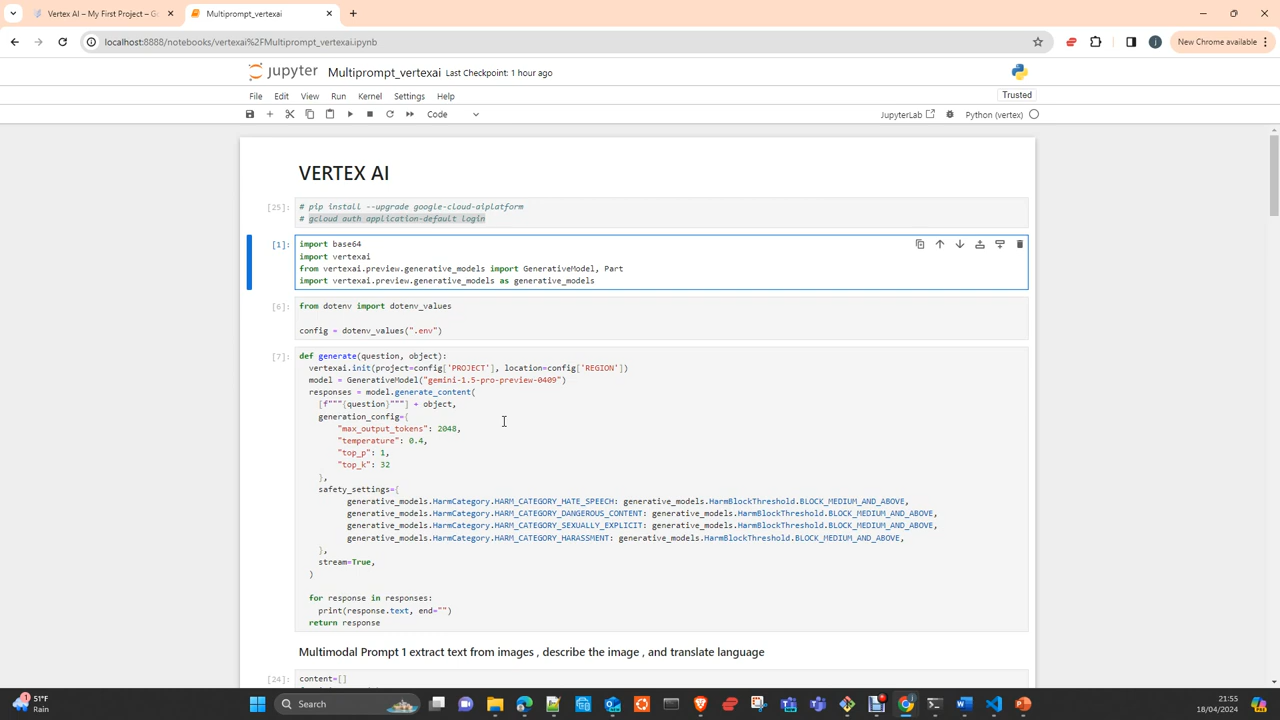 Vertex AI – My First Project – Go
Multiprompt_vertexai
localhost:8888/notebooks/vertexai%2FMultiprompt_vertexai.ipynb
New Chrome available
jupyter Multiprompt_vertexai Last Checkpoint: 1 hour ago
File Edit View Run Kernel Settings Help
Trusted
Code
JupyterLab
Python (vertex)
VERTEX AI
[25]:
# pip install --upgrade google-cloud-aiplatform
# gcloud auth application-default login
[1]:
import base64
import vertexai
from vertexai.preview.generative_models import GenerativeModel, Part
import vertexai.preview.generative_models as generative_models
[6]:
from dotenv import dotenv_values
config = dotenv_values(".env")
[7]:
def generate(question, object):
vertexai.init(project=config['PROJECT'], location=config['REGION'])
model = GenerativeModel("gemini-1.5-pro-preview-0409")
responses = model.generate_content(
[f"""{question}"""] + object,
generation_config={
"max_output_tokens": 2048,
"temperature": 0.4,
"top_p": 1,
"top_k": 32
},
safety_settings={
generative_models.HarmCategory.HARM_CATEGORY_HATE_SPEECH: generative_models.HarmBlockThreshold.BLOCK_MEDIUM_AND_ABOVE,
generative_models.HarmCategory.HARM_CATEGORY_DANGEROUS_CONTENT: generative_models.HarmBlockThreshold.BLOCK_MEDIUM_AND_ABOVE,
generative_models.HarmCategory.HARM_CATEGORY_SEXUALLY_EXPLICIT: generative_models.HarmBlockThreshold.BLOCK_MEDIUM_AND_ABOVE,
generative_models.HarmCategory.HARM_CATEGORY_HARASSMENT: generative_models.HarmBlockThreshold.BLOCK_MEDIUM_AND_ABOVE,
},
stream=True,
)
for response in responses:
print(response.text, end="")
return response
Multimodal Prompt 1 extract text from images , describe the image , and translate language
[24]:
content=[]
51°F
Rain
Search
21:55
18/04/2024